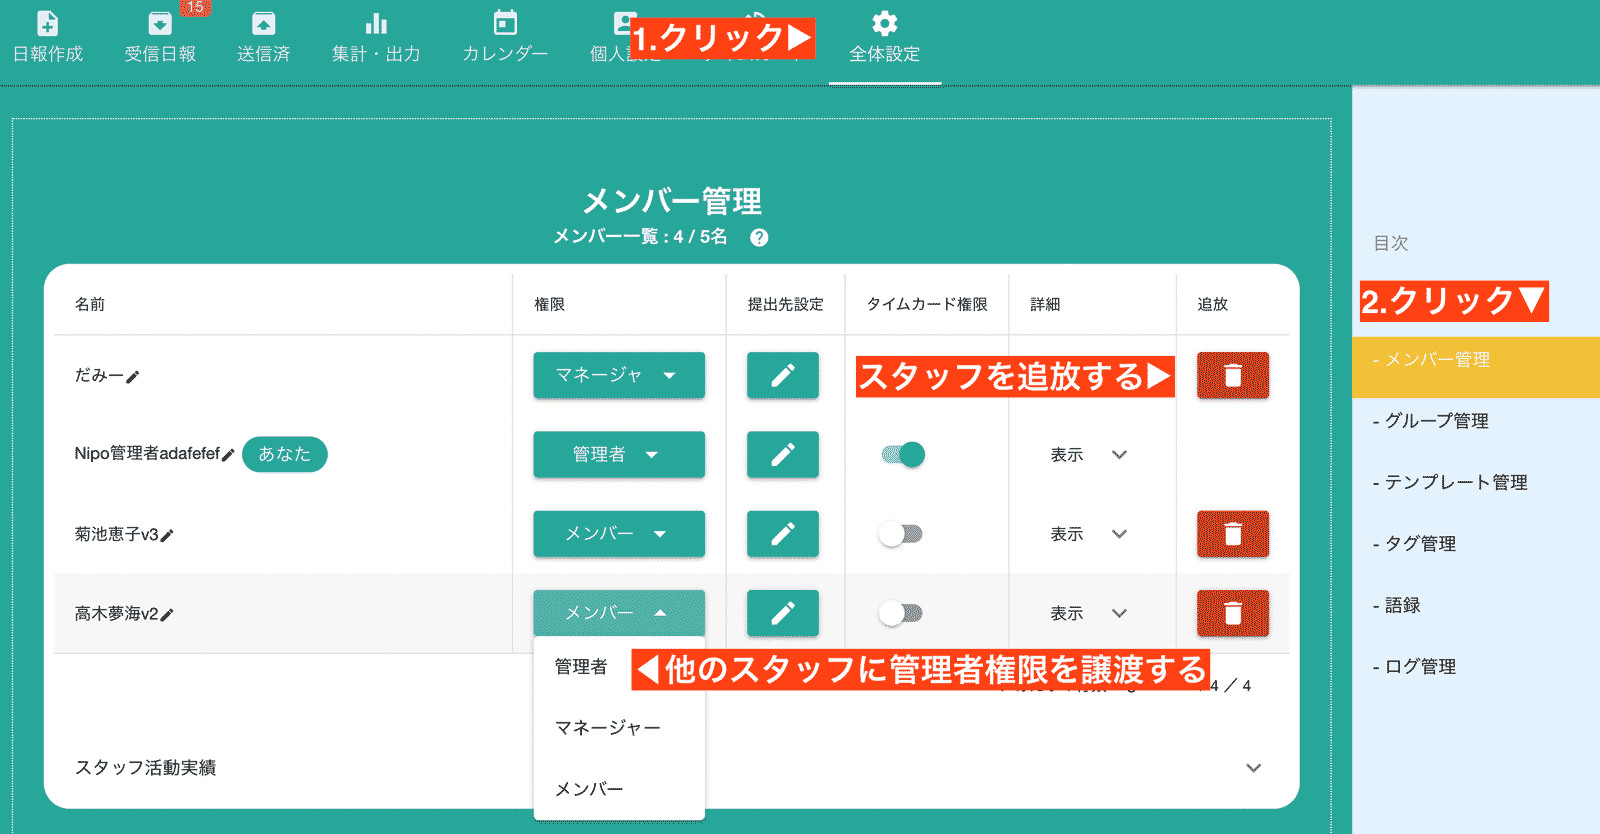 日報作成
15
受信日報
送信済
集計・出力
カレンダー
個人設定
1.クリック▶
全体設定
メンバー管理
メンバー一覧 : 4 / 5名 ?
名前 権限 提出先設定 タイムカード権限 詳細 追放
だみー マネージャ スタッフを追放する▶
Nipo管理者adafefef あなた 管理者 表示
菊池恵子v3 メンバー 表示
高木夢海v2 メンバー 表示
管理者
◀他のスタッフに管理者権限を譲渡する
4 / 4
マネージャー
メンバー
スタッフ活動実績
目次
2.クリック▼
- メンバー管理
- グループ管理
- テンプレート管理
- タグ管理
- 語録
- ログ管理